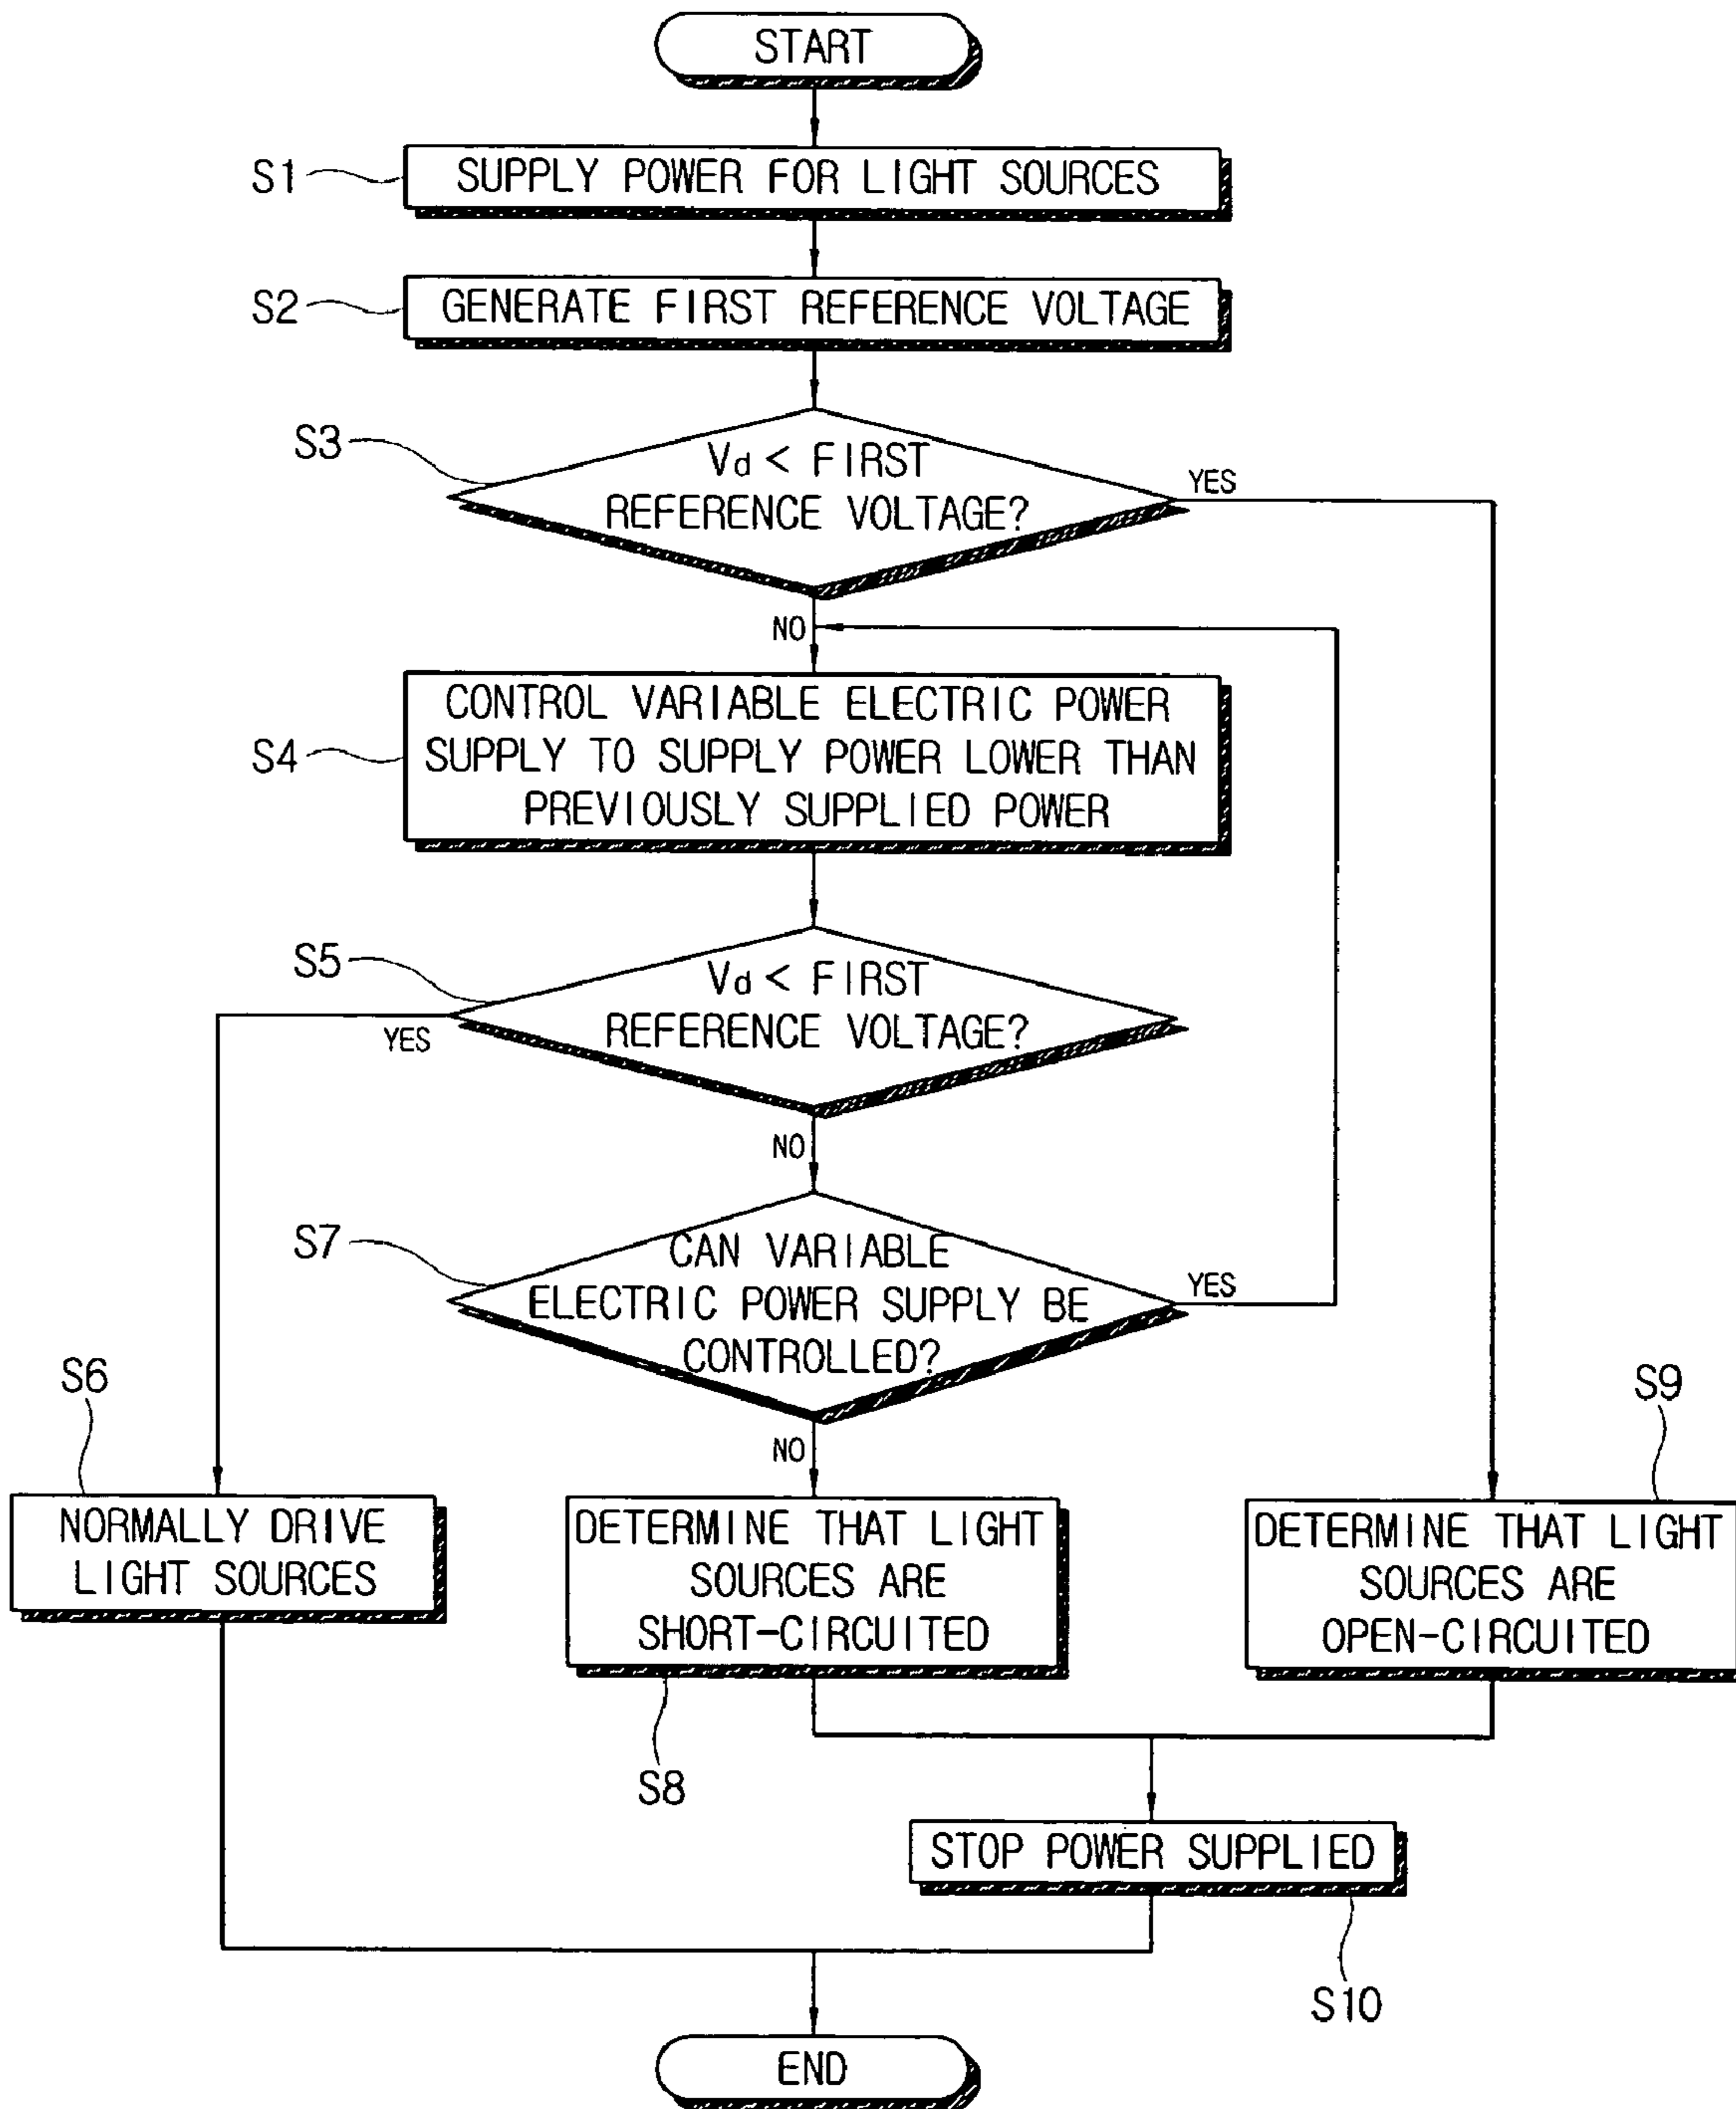 START
S1
SUPPLY POWER FOR LIGHT SOURCES
S2
GENERATE FIRST REFERENCE VOLTAGE
S3
Vd < FIRST
REFERENCE VOLTAGE?
YES
NO
S4
CONTROL VARIABLE ELECTRIC POWER
SUPPLY TO SUPPLY POWER LOWER THAN
PREVIOUSLY SUPPLIED POWER
S5
Vd < FIRST
REFERENCE VOLTAGE?
YES
NO
S7
CAN VARIABLE
ELECTRIC POWER SUPPLY BE
CONTROLLED?
YES
NO
S6
NORMALLY DRIVE
LIGHT SOURCES
DETERMINE THAT LIGHT
SOURCES ARE
SHORT-CIRCUITED
S8
S9
DETERMINE THAT LIGHT
SOURCES ARE
OPEN-CIRCUITED
STOP POWER SUPPLIED
S10
END